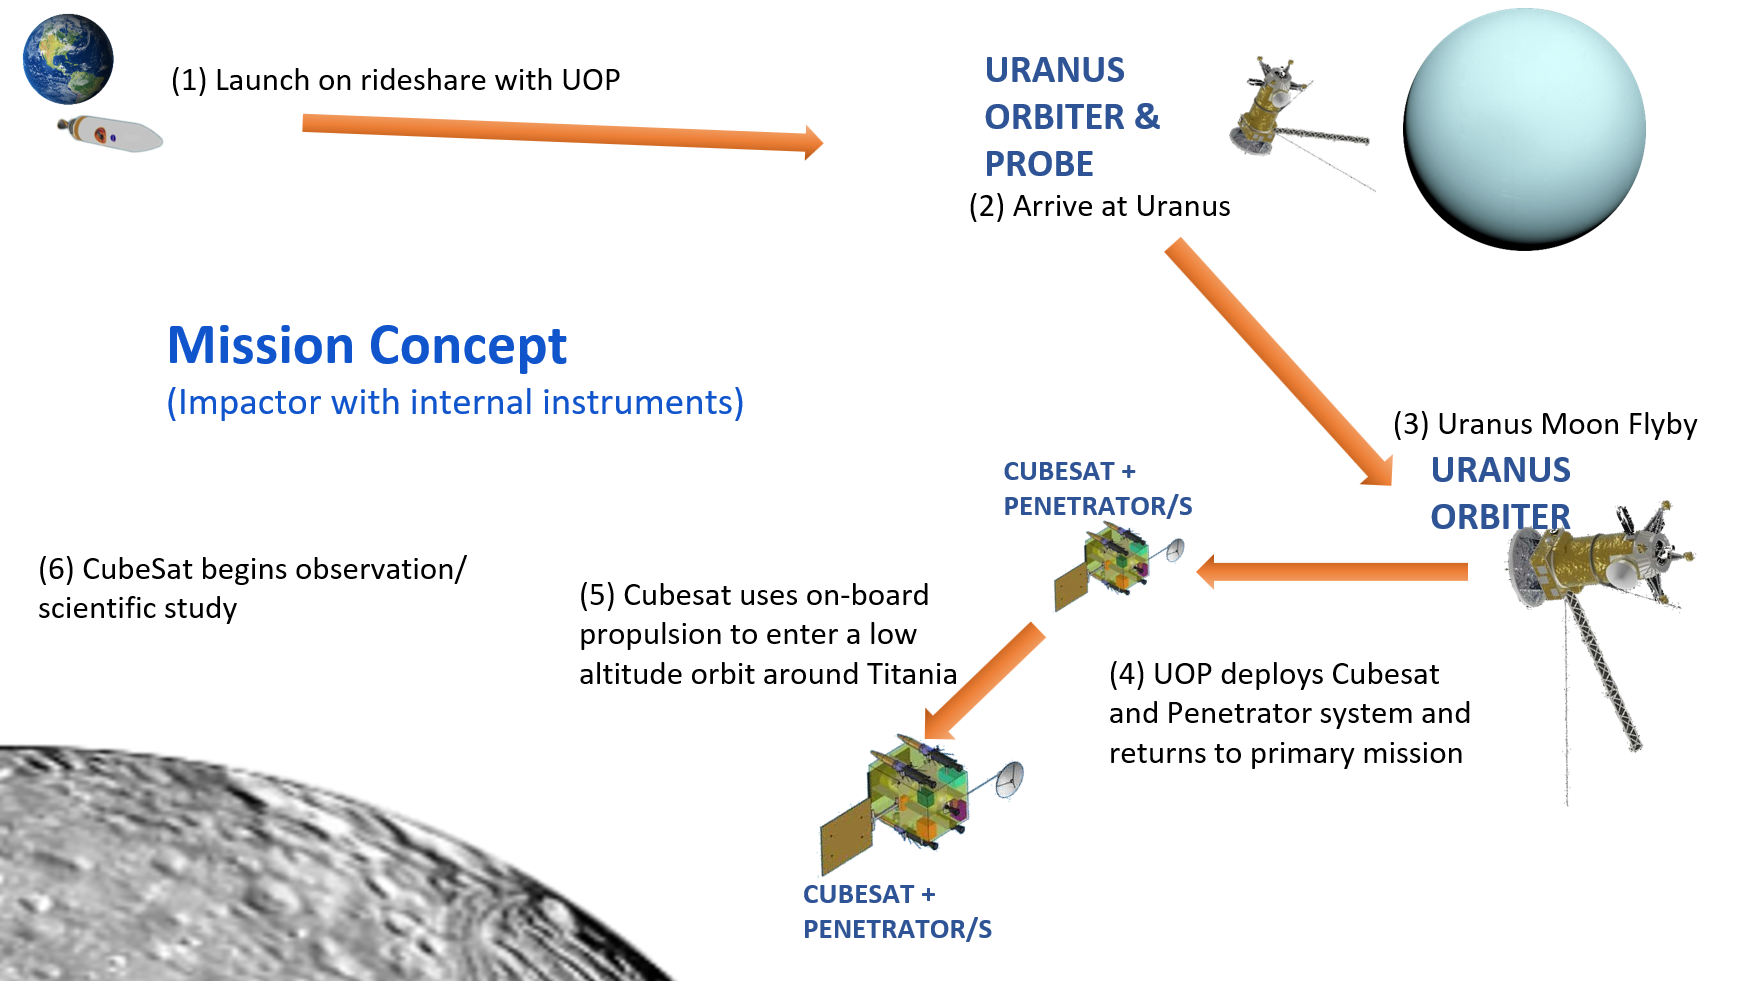 (1) Launch on rideshare with UOP
URANUS
ORBITER &
PROBE
(2) Arrive at Uranus
Mission Concept
(Impactor with internal instruments)
(3) Uranus Moon Flyby
URANUS
ORBITER
CUBESAT +
PENETRATOR/S
(4) UOP deploys Cubesat
and Penetrator system and
returns to primary mission
(5) Cubesat uses on-board
propulsion to enter a low
altitude orbit around Titania
CUBESAT +
PENETRATOR/S
(6) CubeSat begins observation/
scientific study